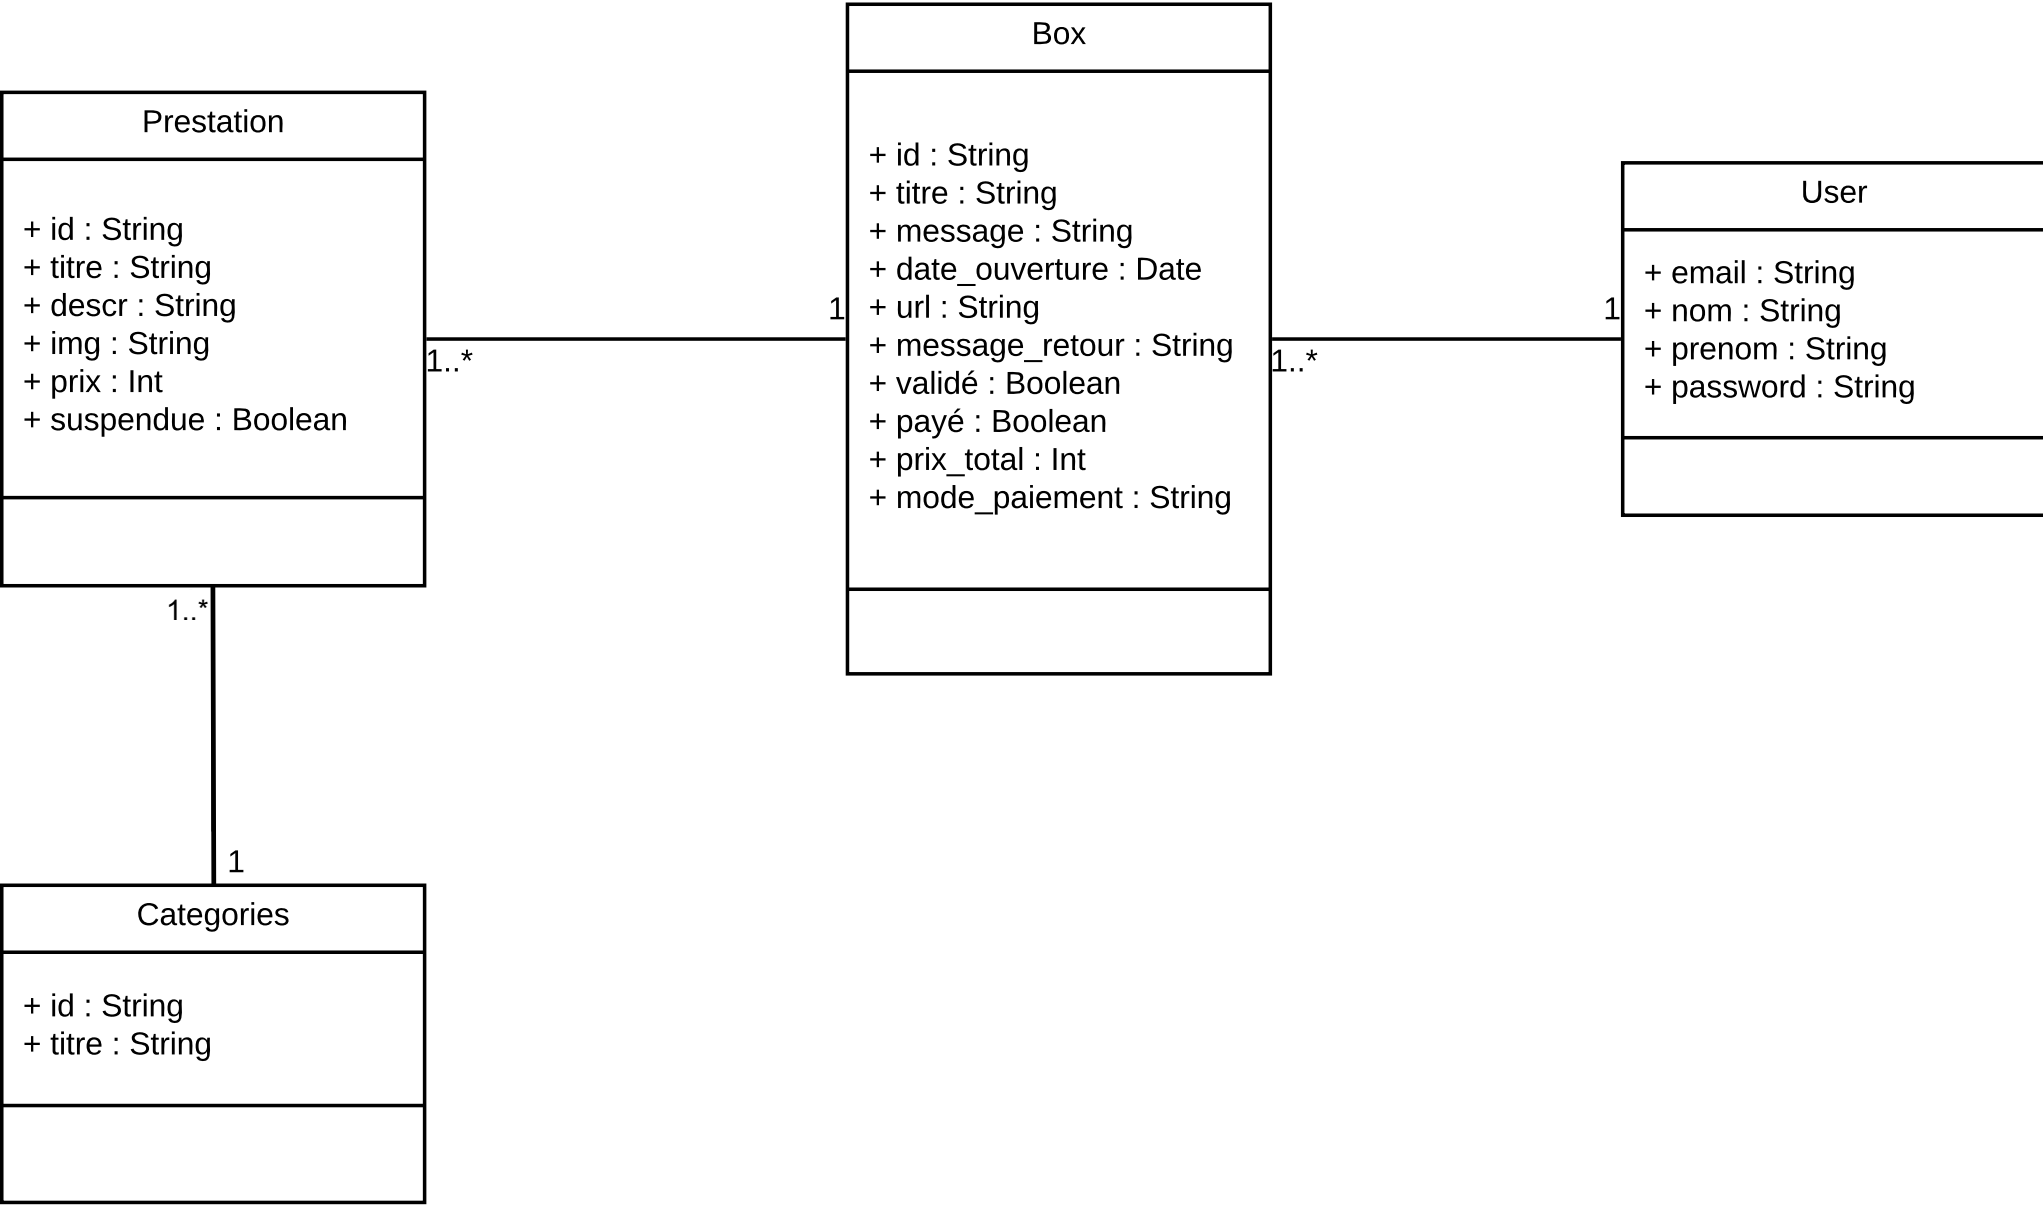 Prestation
+ id : String
+ titre : String
+ descr : String
+ img : String
+ prix : Int
+ suspendue : Boolean
1..*
1
Box
+ id : String
+ titre : String
+ message : String
+ date_ouverture : Date
+ url : String
+ message_retour : String
+ validé : Boolean
+ payé : Boolean
+ prix_total : Int
+ mode_paiement : String
1..*
1
User
+ email : String
+ nom : String
+ prenom : String
+ password : String
1..*
1
Categories
+ id : String
+ titre : String